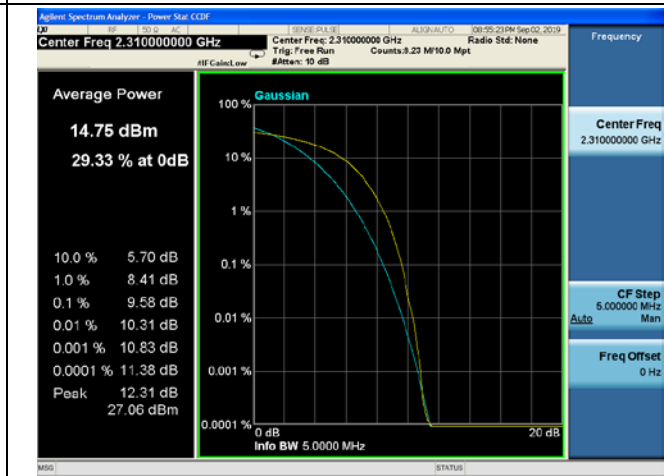 Agilent Spectrum Analyzer - Power Stat CCDF
RF 50 Ω AC SENSE:PULSE ALIGNAUTO 08:55:23 PM Sep 02, 2019
Center Freq 2.310000000 GHz
Center Freq: 2.310000000 GHz Radio Std: None
Trig: Free Run Counts:8.23 M/10.0 Mpt
#IFGain:Low #Atten: 10 dB
Frequency
Average Power
14.75 dBm
29.33 % at 0dB
10.0 % 5.70 dB
1.0 % 8.41 dB
0.1 % 9.58 dB
0.01 % 10.31 dB
0.001 % 10.83 dB
0.0001 % 11.38 dB
Peak 12.31 dB
27.06 dBm
Gaussian
100 %
10 %
1 %
0.1 %
0.01 %
0.001 %
0.0001 %
0 dB 20 dB
Info BW 5.0000 MHz
Center Freq
2.310000000 GHz
CF Step
5.000000 MHz
Auto Man
Freq Offset
0 Hz
MSG STATUS